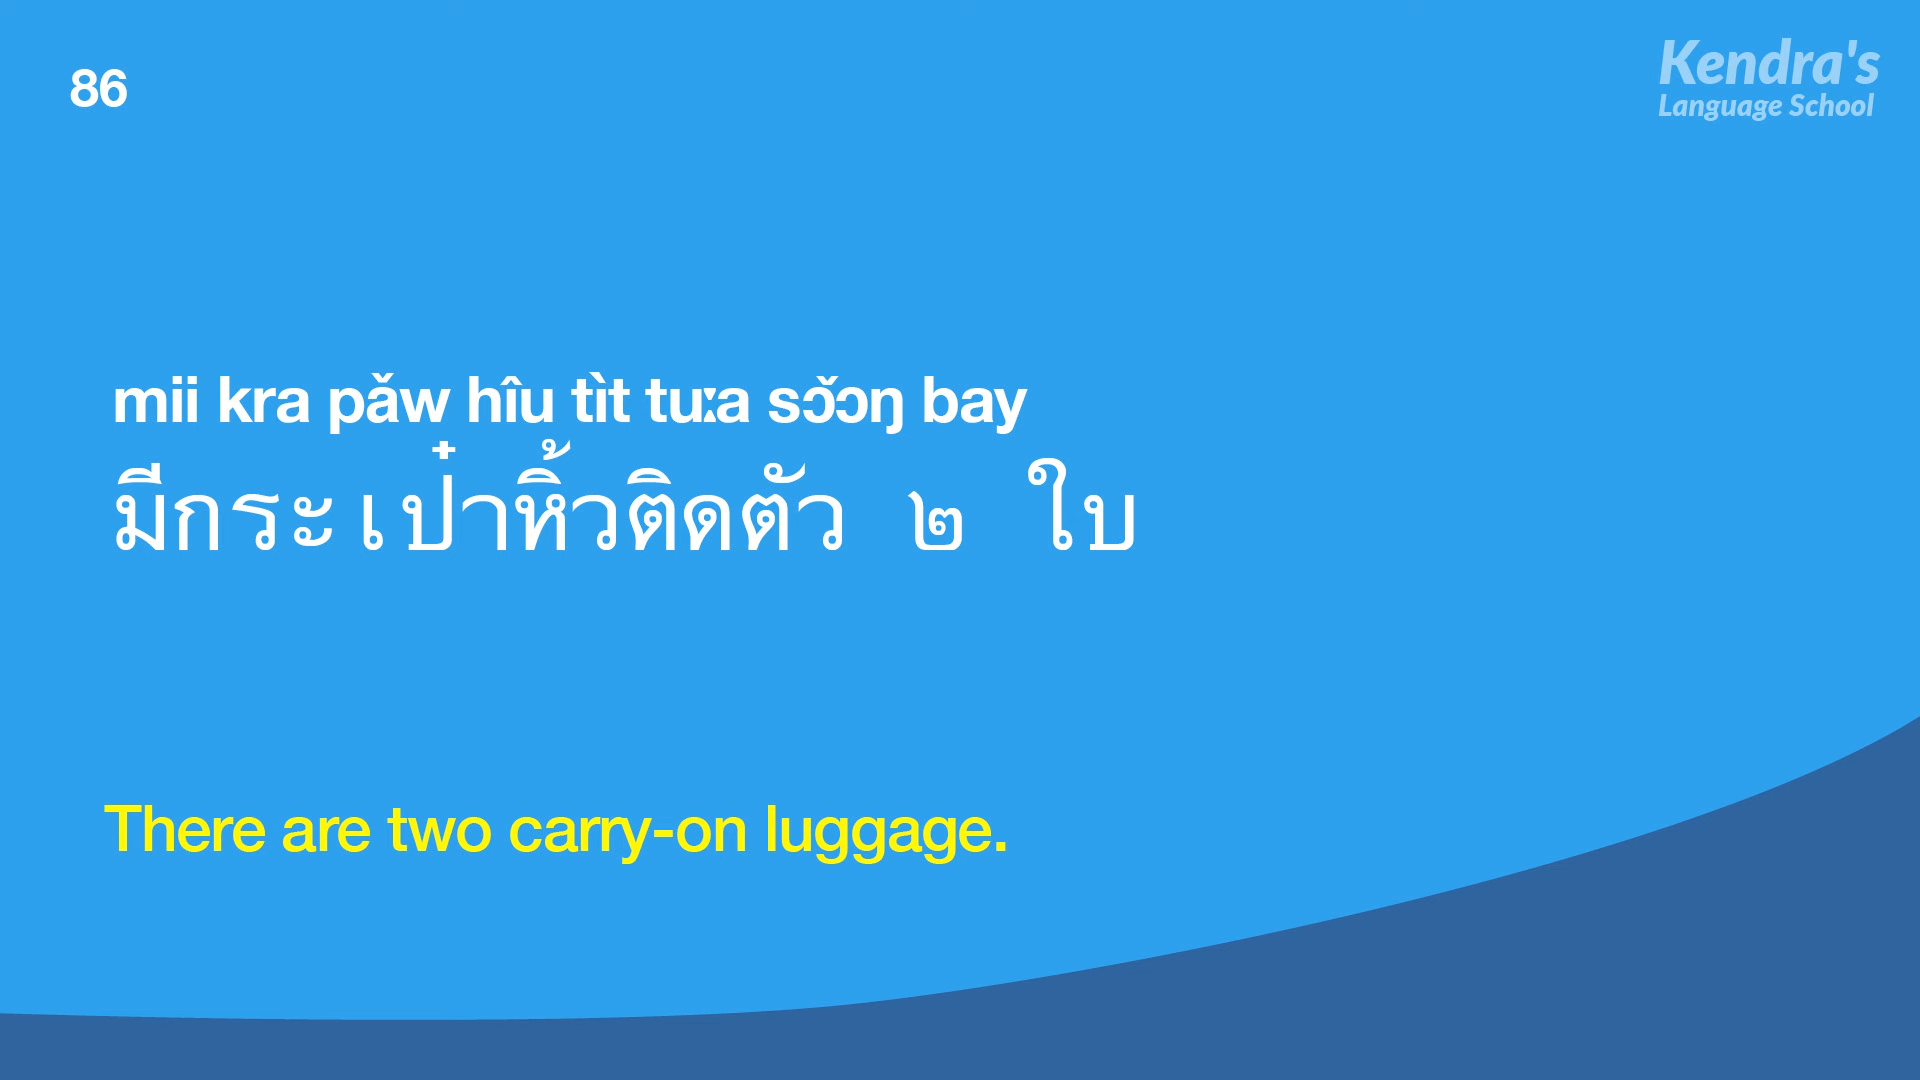 86
Kendra's
Language School
mii kra pǎw hîu tìt tuːa sɔ̌ɔŋ bay
มีกระเป๋าหิ้วติดตัว ๒ ใบ
There are two carry-on luggage.